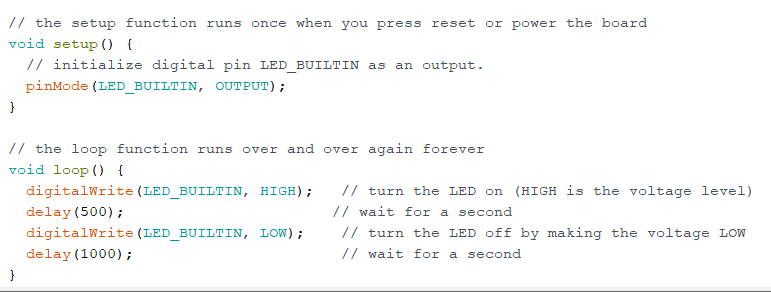 // the setup function runs once when you press reset or power the board
void setup() {
  // initialize digital pin LED_BUILTIN as an output.
  pinMode(LED_BUILTIN, OUTPUT);
}

// the loop function runs over and over again forever
void loop() {
  digitalWrite(LED_BUILTIN, HIGH);   // turn the LED on (HIGH is the voltage level)
  delay(500);                       // wait for a second
  digitalWrite(LED_BUILTIN, LOW);    // turn the LED off by making the voltage LOW
  delay(1000);                       // wait for a second
}